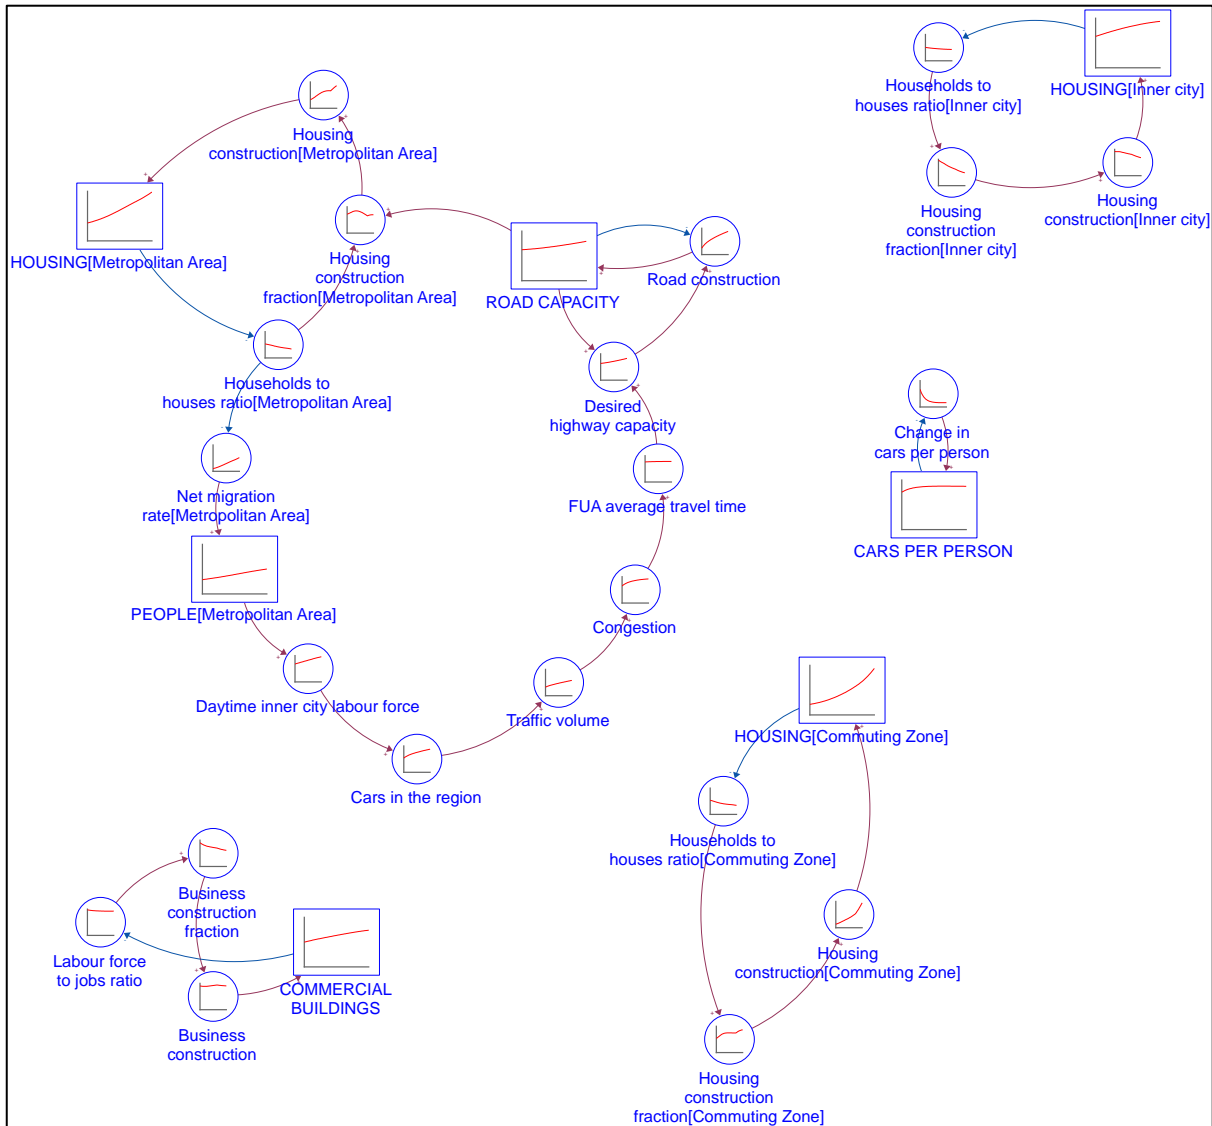 Housing
construction[Metropolitan Area]
HOUSING[Metropolitan Area]
Housing
construction
fraction[Metropolitan Area]
ROAD CAPACITY
Road construction
Households to
houses ratio[Inner city]
HOUSING[Inner city]
Housing
construction
fraction[Inner city]
Housing
construction[Inner city]
Households to
houses ratio[Metropolitan Area]
Desired
highway capacity
Change in
cars per person
CARS PER PERSON
Net migration
rate[Metropolitan Area]
FUA average travel time
PEOPLE[Metropolitan Area]
Congestion
Daytime inner city labour force
Traffic volume
Cars in the region
HOUSING[Commuting Zone]
Households to
houses ratio[Commuting Zone]
Housing
construction[Commuting Zone]
Housing
construction
fraction[Commuting Zone]
Business
construction
fraction
Labour force
to jobs ratio
COMMERCIAL
BUILDINGS
Business
construction